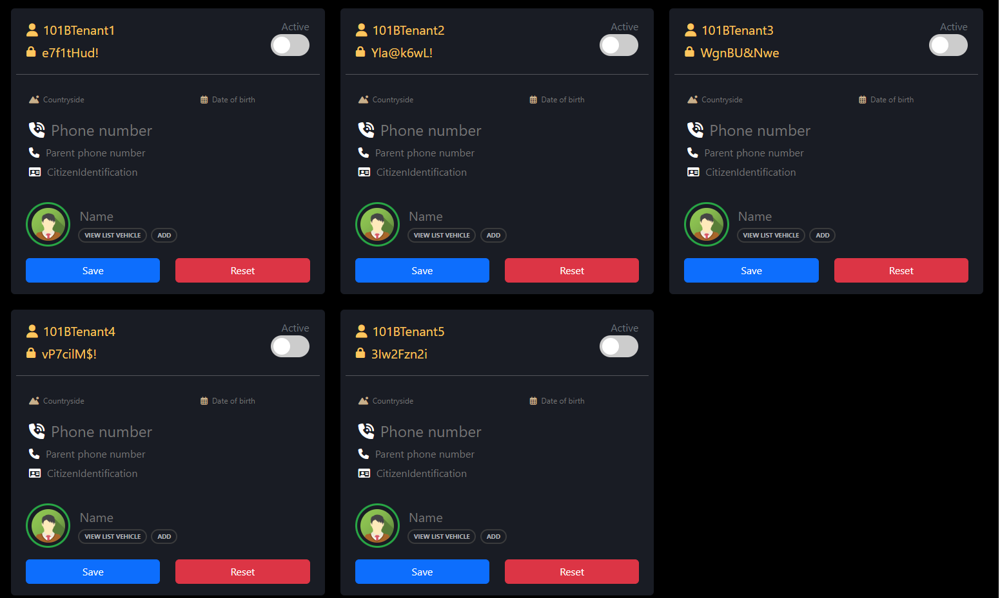 101BTenant1
Active
e7f1tHud!
Countryside
Date of birth
Phone number
Parent phone number
CitizenIdentification
Name
VIEW LIST VEHICLE
ADD
Save
Reset
101BTenant2
Active
Yla@k6wL!
Countryside
Date of birth
Phone number
Parent phone number
CitizenIdentification
Name
VIEW LIST VEHICLE
ADD
Save
Reset
101BTenant3
Active
WgnBU&Nwe
Countryside
Date of birth
Phone number
Parent phone number
CitizenIdentification
Name
VIEW LIST VEHICLE
ADD
Save
Reset
101BTenant4
Active
vP7cilM$!
Countryside
Date of birth
Phone number
Parent phone number
CitizenIdentification
Name
VIEW LIST VEHICLE
ADD
Save
Reset
101BTenant5
Active
3Iw2Fzn2i
Countryside
Date of birth
Phone number
Parent phone number
CitizenIdentification
Name
VIEW LIST VEHICLE
ADD
Save
Reset